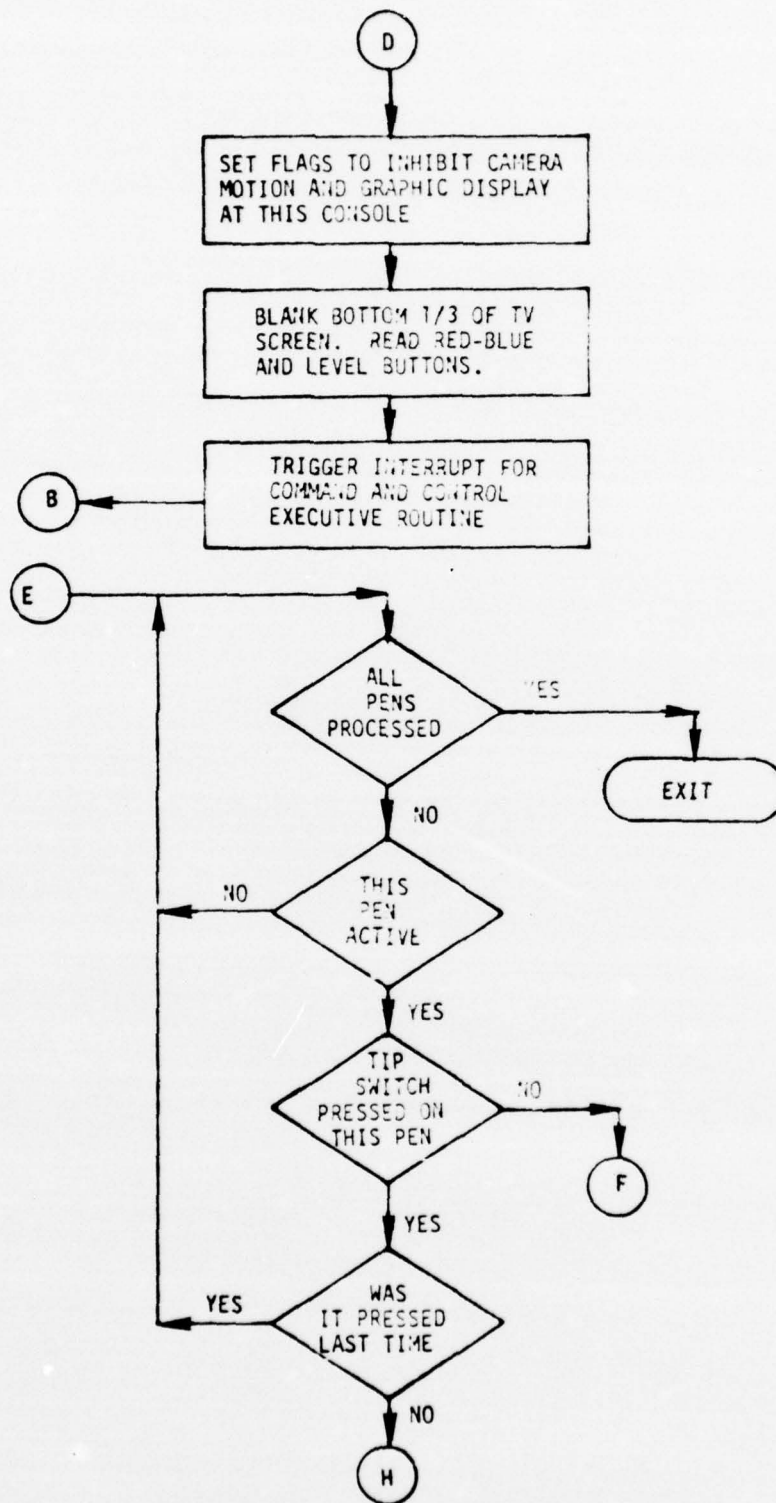 D
SET FLAGS TO INHIBIT CAMERA
MOTION AND GRAPHIC DISPLAY
AT THIS CONSOLE
BLANK BOTTOM 1/3 OF TV
SCREEN. READ RED-BLUE
AND LEVEL BUTTONS.
TRIGGER INTERRUPT FOR
COMMAND AND CONTROL
EXECUTIVE ROUTINE
B
E
ALL
PENS
PROCESSED
YES
EXIT
NO
THIS
PEN
ACTIVE
NO
YES
TIP
SWITCH
PRESSED ON
THIS PEN
NO
F
YES
WAS
IT PRESSED
LAST TIME
YES
NO
H